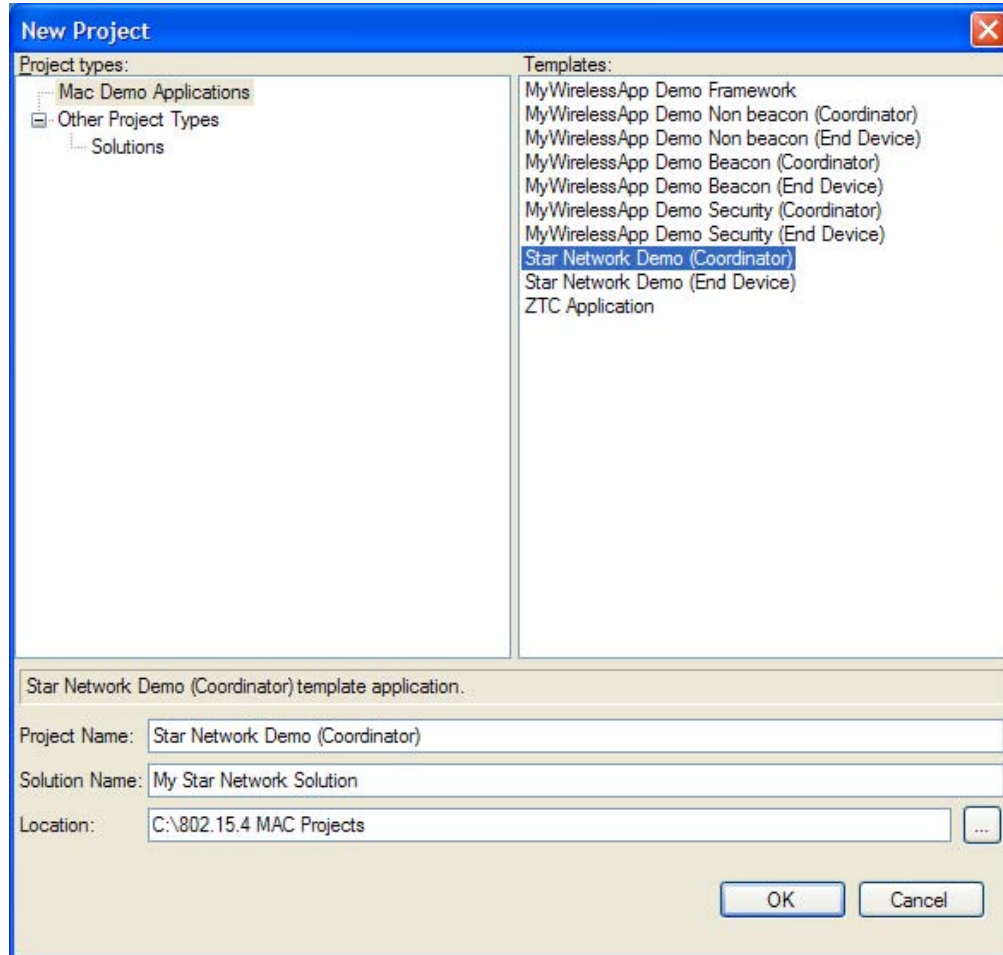 New Project
Project types:
Mac Demo Applications
Other Project Types
Solutions
Templates:
MyWirelessApp Demo Framework
MyWirelessApp Demo Non beacon (Coordinator)
MyWirelessApp Demo Non beacon (End Device)
MyWirelessApp Demo Beacon (Coordinator)
MyWirelessApp Demo Beacon (End Device)
MyWirelessApp Demo Security (Coordinator)
MyWirelessApp Demo Security (End Device)
Star Network Demo (Coordinator)
Star Network Demo (End Device)
ZTC Application
Star Network Demo (Coordinator) template application.
Project Name: Star Network Demo (Coordinator)
Solution Name: My Star Network Solution
Location: C:\802.15.4 MAC Projects ...
OK Cancel